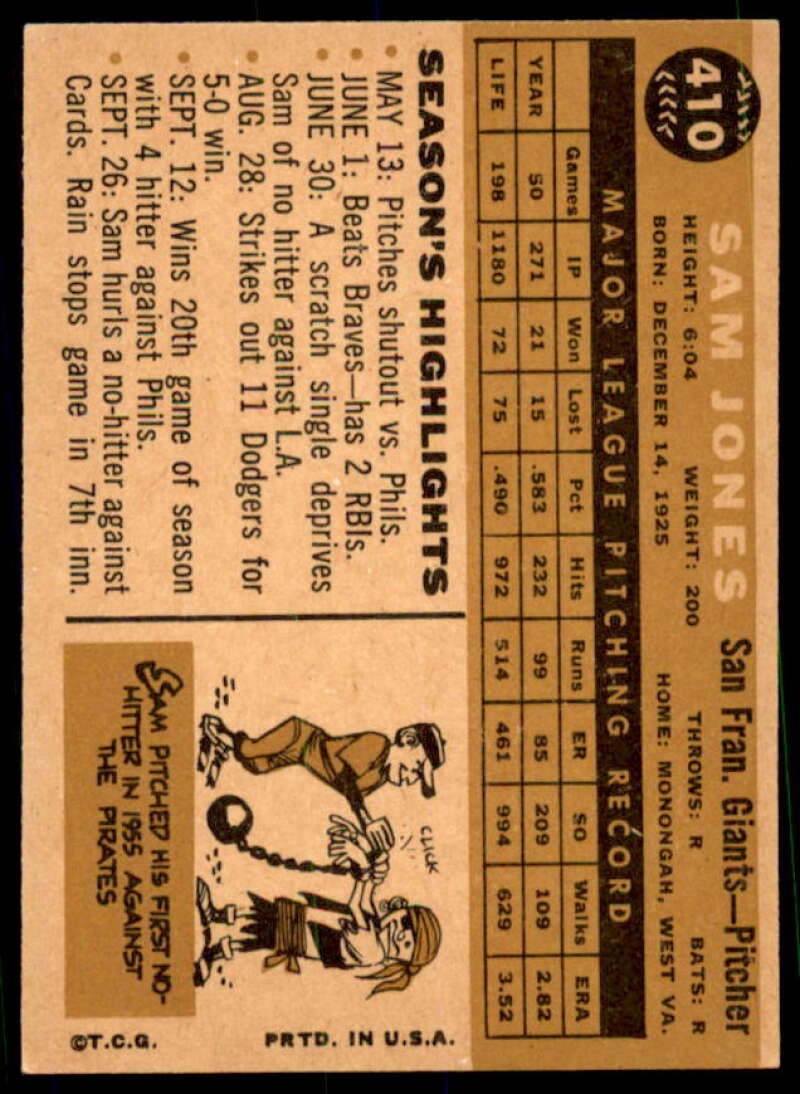 410
SAM JONES San Fran. Giants—Pitcher
HEIGHT: 6:04 WEIGHT: 200 THROWS: R BATS: R
BORN: DECEMBER 14, 1925 HOME: MONONGAH, WEST VA.
MAJOR LEAGUE PITCHING RECORD
Games IP Won Lost Pct Hits Runs ER SO Walks ERA
YEAR 50 271 21 15 .583 232 99 85 209 109 2.82
LIFE 198 1180 72 75 .490 972 514 461 994 629 3.52
SEASON'S HIGHLIGHTS
• MAY 13: Pitches shutout vs. Phils.
• JUNE 1: Beats Braves—has 2 RBIs.
• JUNE 30: A scratch single deprives
Sam of no hitter against L.A.
• AUG. 28: Strikes out 11 Dodgers for
5-0 win.
• SEPT. 12: Wins 20th game of season
with 4 hitter against Phils.
• SEPT. 26: Sam hurls a no-hitter against
Cards. Rain stops game in 7th inn.
CLICK
SAM PITCHED HIS FIRST NO-
HITTER IN 1955 AGAINST
THE PIRATES
©T.C.G. PRTD. IN U.S.A.